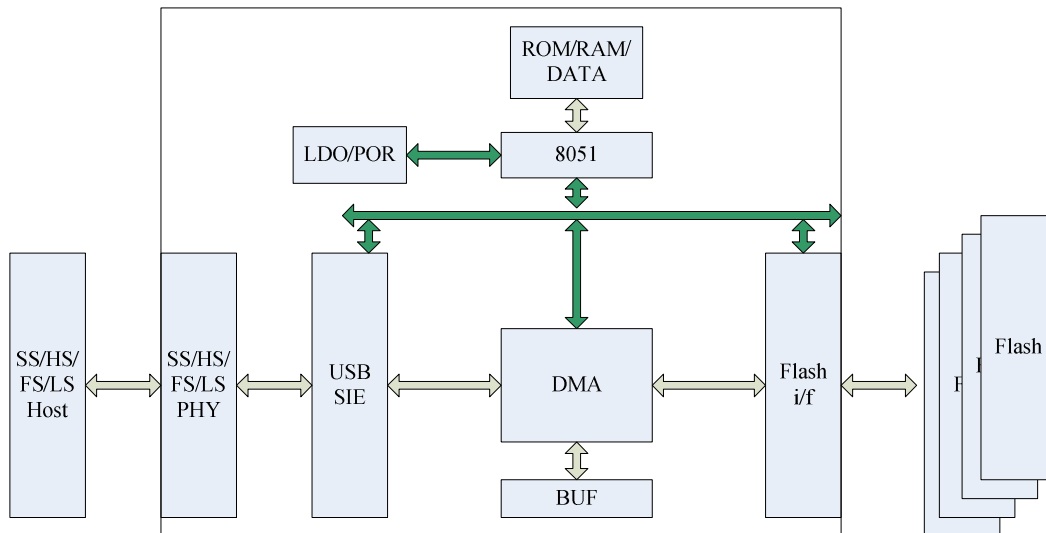 ROM/RAM/
DATA
LDO/POR
8051
SS/HS/
FS/LS
Host
SS/HS/
FS/LS
PHY
USB
SIE
DMA
Flash
i/f
Flash
BUF